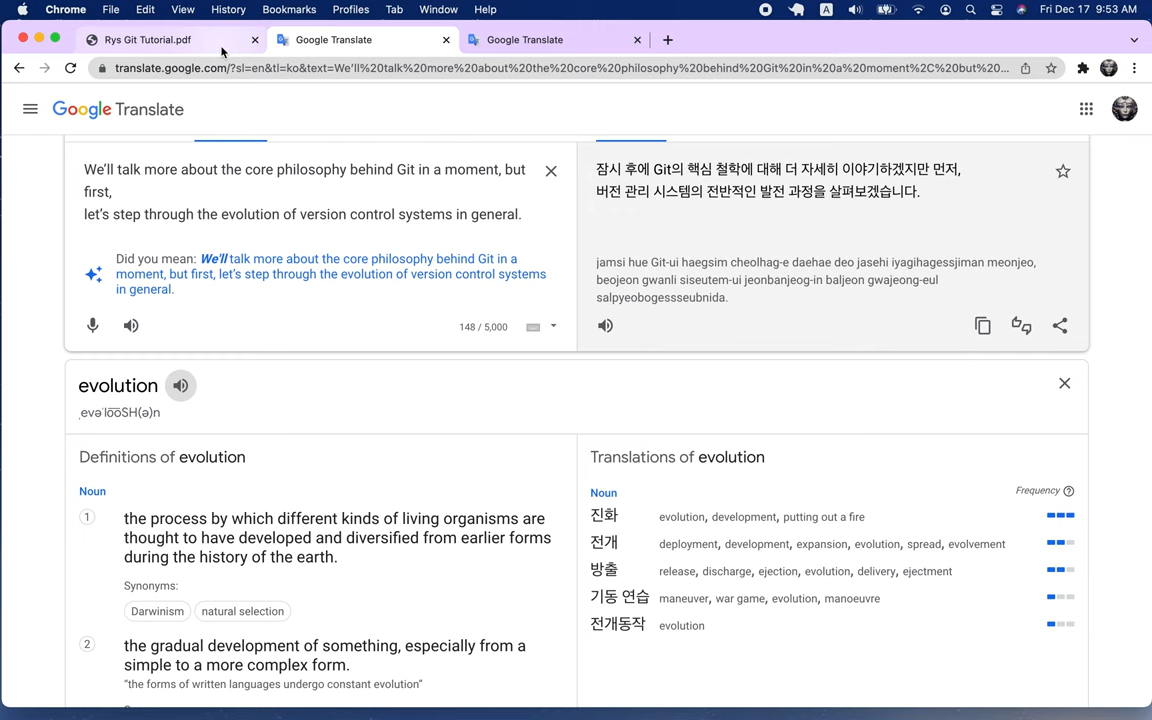 Chrome File Edit View History Bookmarks Profiles Tab Window Help A Fri Dec 17 9:53 AM
Rys Git Tutorial.pdf Google Translate Google Translate
translate.google.com/?sl=en&tl=ko&text=We'll%20talk%20more%20about%20the%20core%20philosophy%20behind%20Git%20in%20a%20moment%2C%20but%20...
Google Translate
We'll talk more about the core philosophy behind Git in a moment, but
first,
let's step through the evolution of version control systems in general.
Did you mean: We'll talk more about the core philosophy behind Git in a
moment, but first, let's step through the evolution of version control systems
in general.
148 / 5,000
잠시 후에 Git의 핵심 철학에 대해 더 자세히 이야기하겠지만 먼저,
버전 관리 시스템의 전반적인 발전 과정을 살펴보겠습니다.
jamsi hue Git-ui haegsim cheolhag-e daehae deo jasehi iyagihagessjiman meonjeo,
beojeon gwanli siseutem-ui jeonbanjeog-in baljeon gwajeong-eul
salpyeobogessseubnida.
evolution
ˌevəˈlo͞oSH(ə)n
Definitions of evolution
Noun
1 the process by which different kinds of living organisms are
thought to have developed and diversified from earlier forms
during the history of the earth.
Synonyms:
Darwinism natural selection
2 the gradual development of something, especially from a
simple to a more complex form.
"the forms of written languages undergo constant evolution"
Translations of evolution
Noun Frequency
진화 evolution, development, putting out a fire
전개 deployment, development, expansion, evolution, spread, evolvement
방출 release, discharge, ejection, evolution, delivery, ejectment
기동 연습 maneuver, war game, evolution, manoeuvre
전개동작 evolution